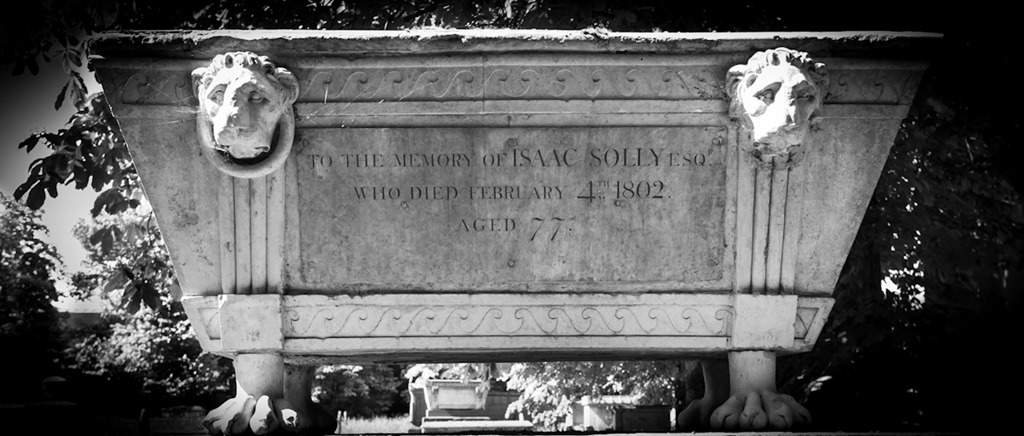 TO THE MEMORY OF ISAAC SOLLY ESQ.
WHO DIED FEBRUARY 4TH 1802.
AGED 77.